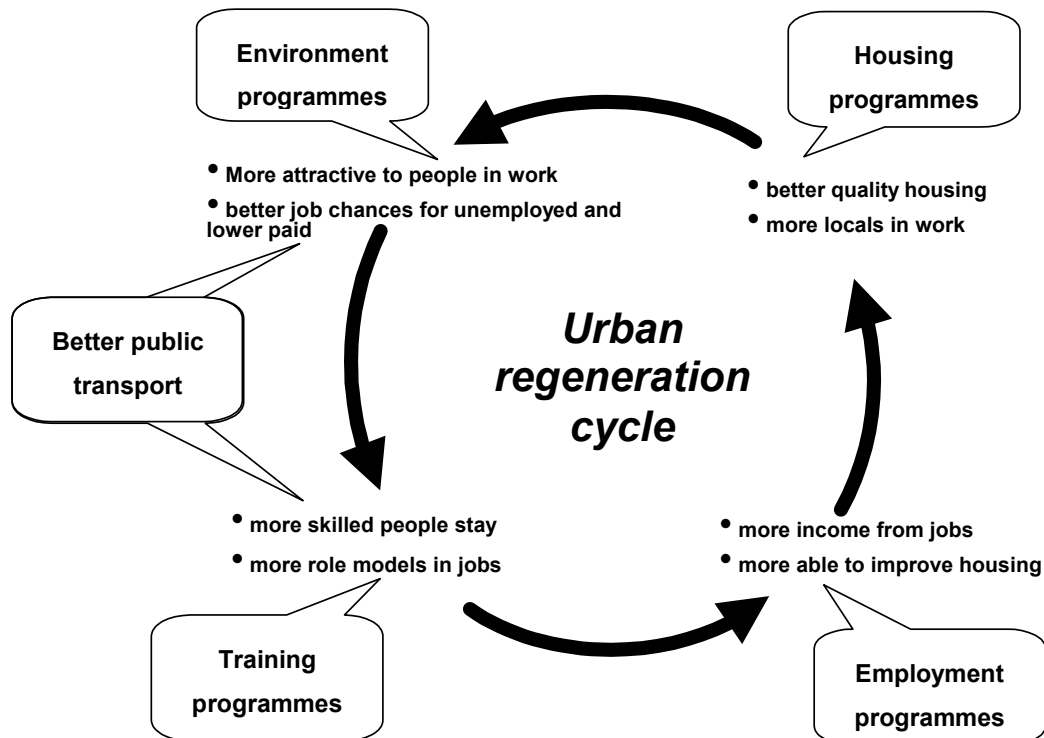 Environment
programmes
Housing
programmes
• More attractive to people in work
• better job chances for unemployed and
lower paid
• better quality housing
• more locals in work
Better public
transport
Urban
regeneration
cycle
• more skilled people stay
• more role models in jobs
• more income from jobs
• more able to improve housing
Training
programmes
Employment
programmes